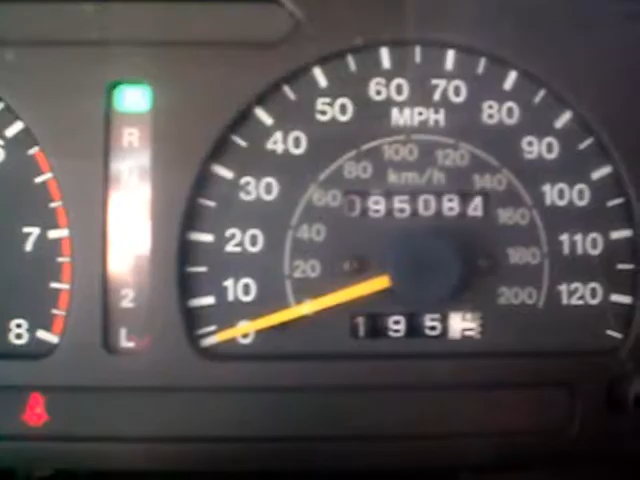 60 70
50 MPH 80
40 100 120 90
80 km/h
30 60 140 100
095084
20 40 160 110
20 180
10 200 120
0
195
7
8
R
2
L